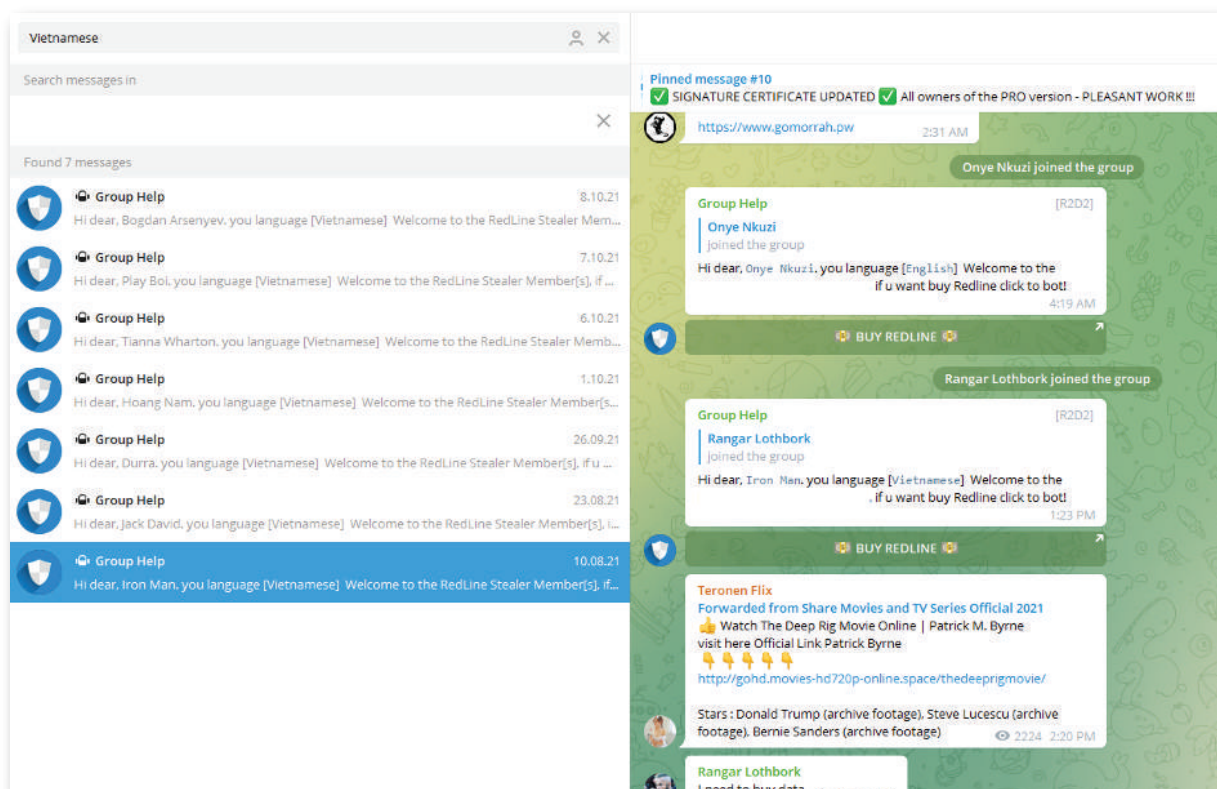 Vietnamese
Search messages in
Found 7 messages
Group Help 8.10.21
Hi dear, Bogdan Arsenyev, you language [Vietnamese] Welcome to the RedLine Stealer Mem...
Group Help 7.10.21
Hi dear, Play Boi, you language [Vietnamese] Welcome to the RedLine Stealer Member[s], if ...
Group Help 6.10.21
Hi dear, Tianna Wharton, you language [Vietnamese] Welcome to the RedLine Stealer Memb...
Group Help 1.10.21
Hi dear, Hoang Nam, you language [Vietnamese] Welcome to the RedLine Stealer Member[s...
Group Help 26.09.21
Hi dear, Durra, you language [Vietnamese] Welcome to the RedLine Stealer Member[s], if u ...
Group Help 23.08.21
Hi dear, Jack David, you language [Vietnamese] Welcome to the RedLine Stealer Member[s], i...
Group Help 10.08.21
Hi dear, Iron Man, you language [Vietnamese] Welcome to the RedLine Stealer Member[s], if...
Pinned message #10
✅ SIGNATURE CERTIFICATE UPDATED ✅ All owners of the PRO version - PLEASANT WORK !!!
https://www.gomorrah.pw 2:31 AM
Onye Nkuzi joined the group
Group Help [R2D2]
Onye Nkuzi
joined the group
Hi dear, Onye Nkuzi, you language [English] Welcome to the
if u want buy Redline click to bot!
4:19 AM
BUY REDLINE
Rangar Lothbork joined the group
Group Help [R2D2]
Rangar Lothbork
joined the group
Hi dear, Iron Man, you language [Vietnamese] Welcome to the
, if u want buy Redline click to bot!
1:23 PM
BUY REDLINE
Teronen Flix
Forwarded from Share Movies and TV Series Official 2021
👍 Watch The Deep Rig Movie Online | Patrick M. Byrne
visit here Official Link Patrick Byrne
👇👇👇👇👇
http://gohd.movies-hd720p-online.space/thedeeprigmovie/
Stars : Donald Trump (archive footage), Steve Lucescu (archive
footage), Bernie Sanders (archive footage) 2224 2:20 PM
Rangar Lothbork
I need to buy data